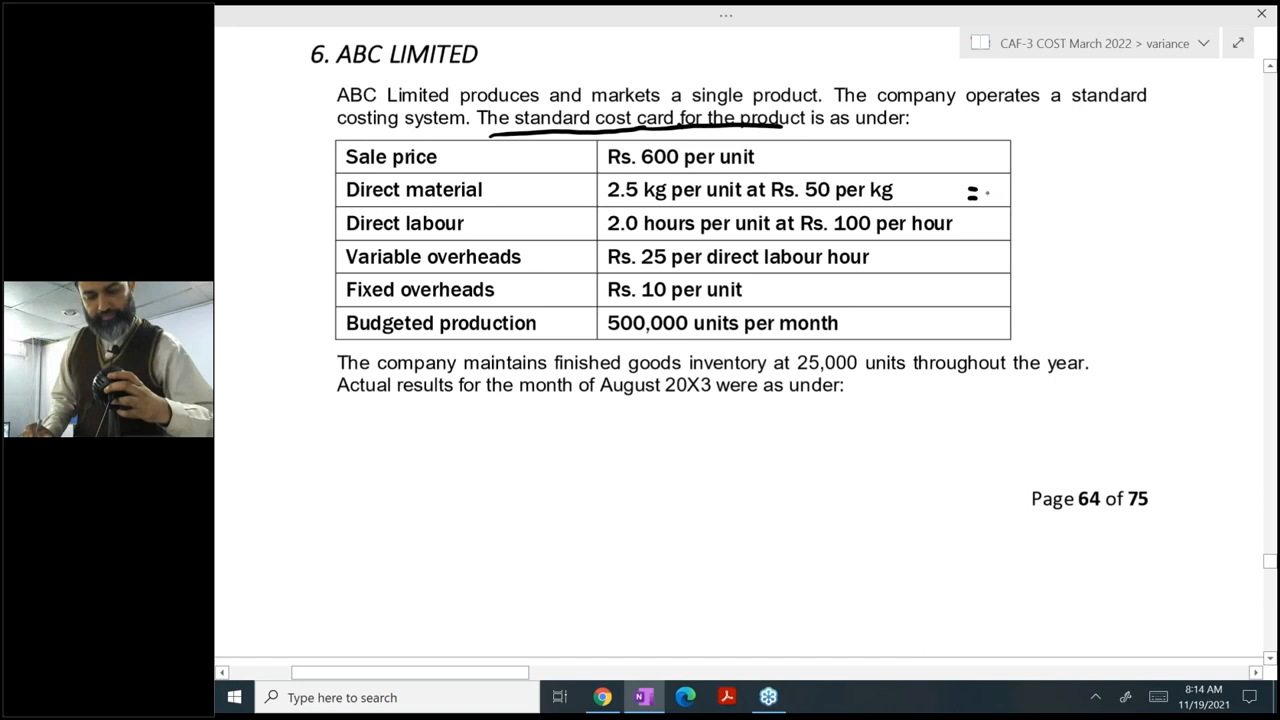 CAF-3 COST March 2022 > variance
6. ABC LIMITED
ABC Limited produces and markets a single product. The company operates a standard
costing system. The standard cost card for the product is as under:
Sale price Rs. 600 per unit
Direct material 2.5 kg per unit at Rs. 50 per kg =
Direct labour 2.0 hours per unit at Rs. 100 per hour
Variable overheads Rs. 25 per direct labour hour
Fixed overheads Rs. 10 per unit
Budgeted production 500,000 units per month
The company maintains finished goods inventory at 25,000 units throughout the year.
Actual results for the month of August 20X3 were as under:
Page 64 of 75
Type here to search
8:14 AM
11/19/2021